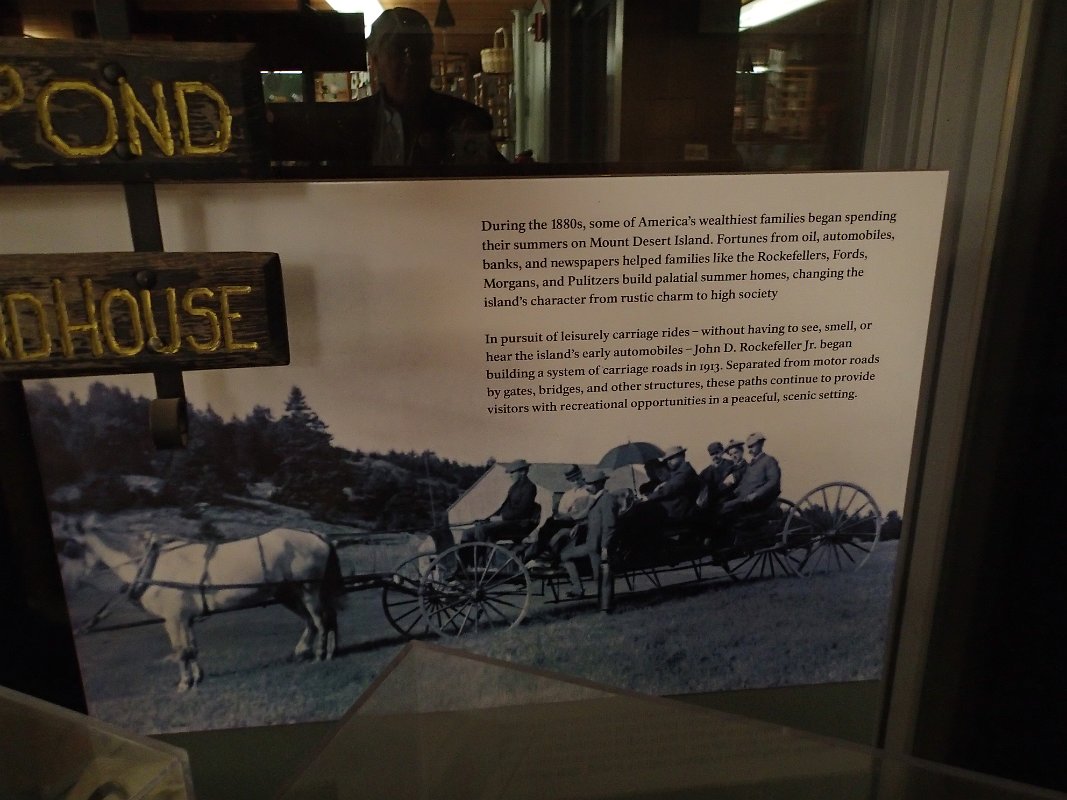 POND
DHOUSE
During the 1880s, some of America's wealthiest families began spending
their summers on Mount Desert Island. Fortunes from oil, automobiles,
banks, and newspapers helped families like the Rockefellers, Fords,
Morgans, and Pulitzers build palatial summer homes, changing the
island's character from rustic charm to high society
In pursuit of leisurely carriage rides – without having to see, smell, or
hear the island's early automobiles – John D. Rockefeller Jr. began
building a system of carriage roads in 1913. Separated from motor roads
by gates, bridges, and other structures, these paths continue to provide
visitors with recreational opportunities in a peaceful, scenic setting.